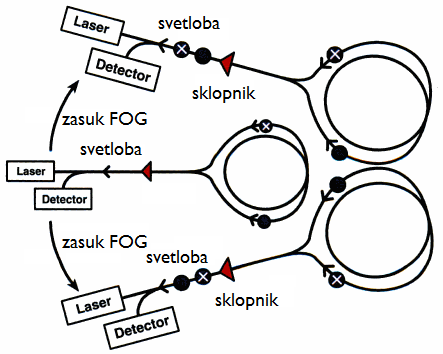 Laser
svetloba
Detector
sklopnik
zasuk FOG
svetloba
Laser
Detector
zasuk FOG
svetloba
Laser
sklopnik
Detector